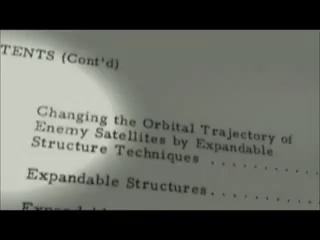 TENTS (Cont'd)
Changing the Orbital Trajectory of
Enemy Satellites by Expandable
Structure Techniques ..........
Expandable Structures..........